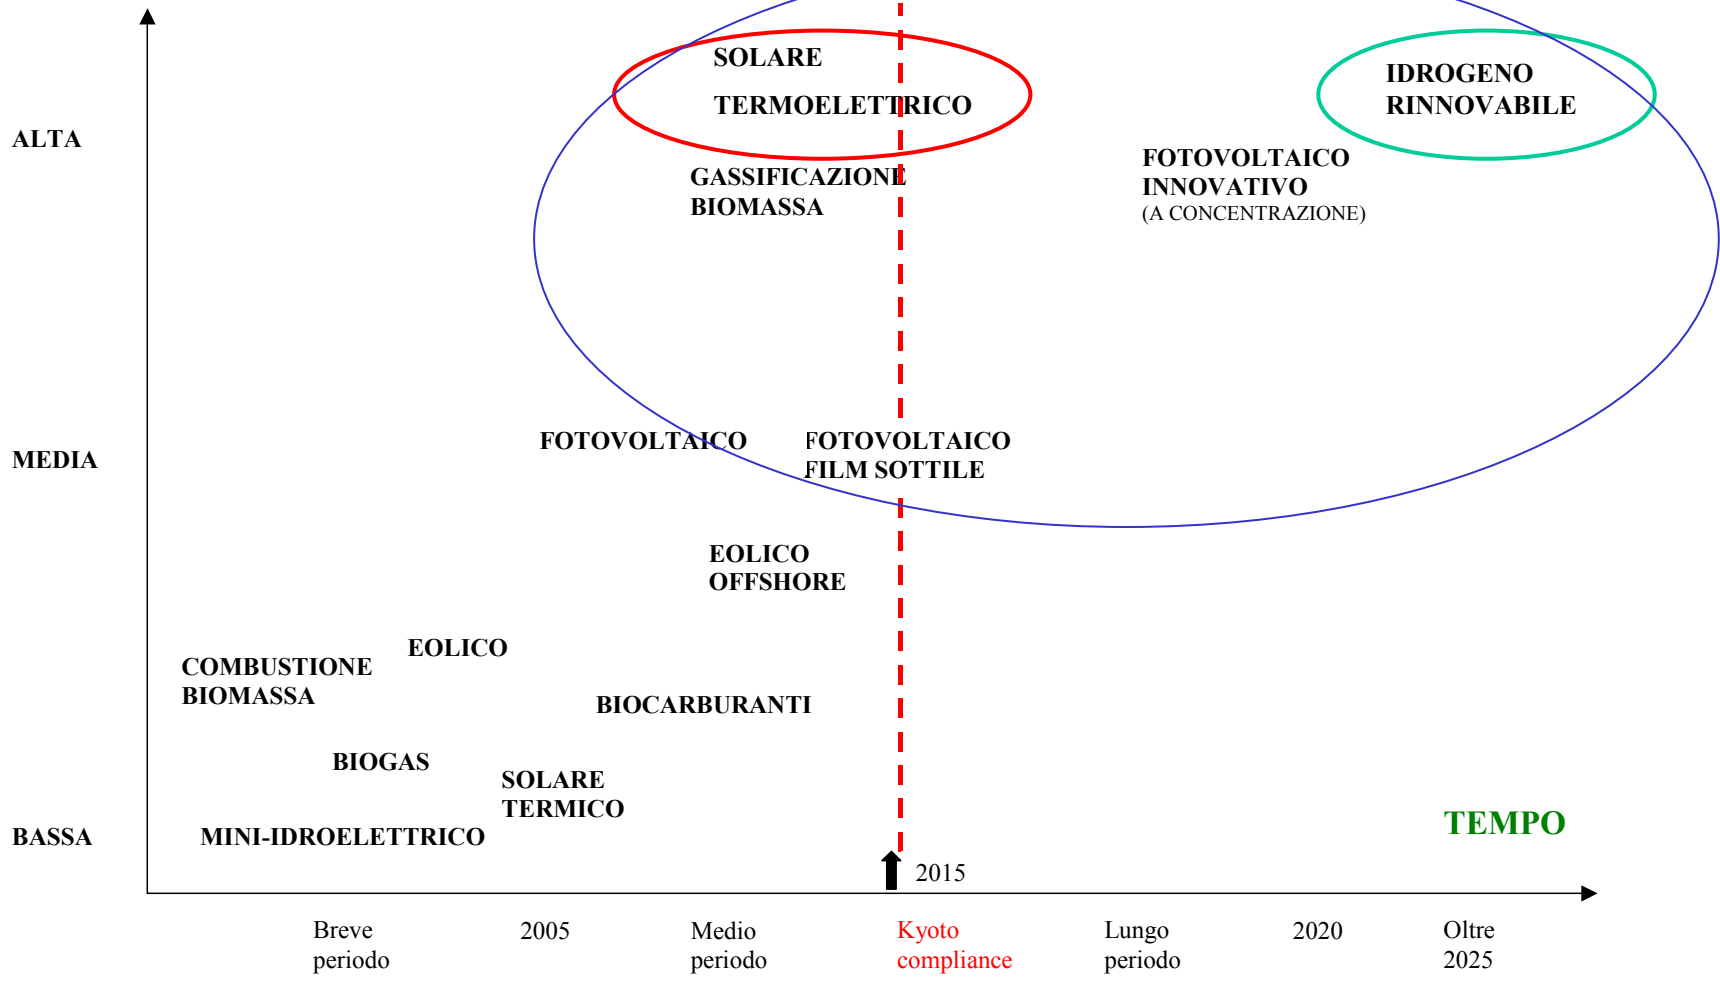 SOLARE
TERMOELETTRICO
IDROGENO
RINNOVABILE
ALTA
FOTOVOLTAICO
INNOVATIVO
(A CONCENTRAZIONE)
GASSIFICAZIONE
BIOMASSA
MEDIA
FOTOVOLTAICO
FOTOVOLTAICO
FILM SOTTILE
EOLICO
OFFSHORE
EOLICO
COMBUSTIONE
BIOMASSA
BIOCARBURANTI
BIOGAS
SOLARE
TERMICO
BASSA
MINI-IDROELETTRICO
TEMPO
2015
Breve
periodo
2005
Medio
periodo
Kyoto
compliance
Lungo
periodo
2020
Oltre
2025